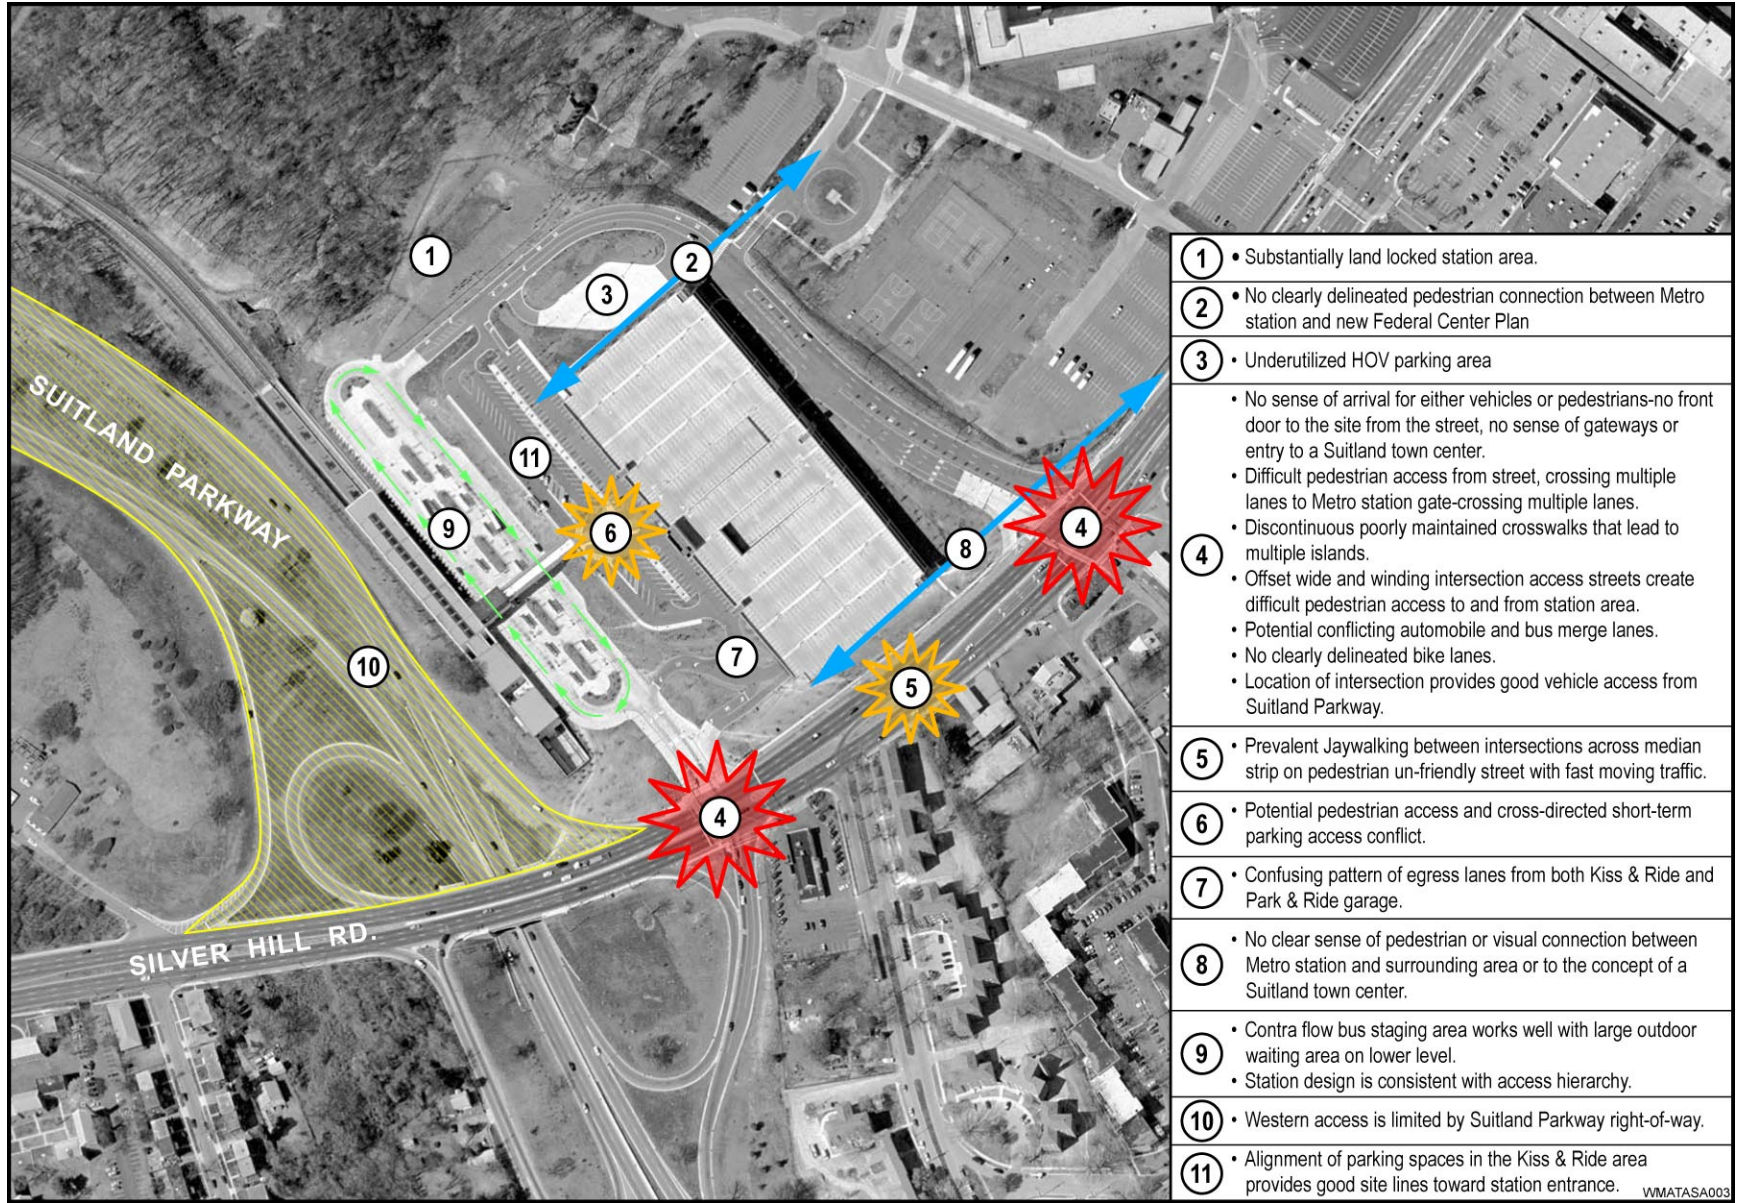 SUITLAND PARKWAY
SILVER HILL RD.
1
2
3
11
6
9
8
4
7
5
10
4
1 • Substantially land locked station area.
2 • No clearly delineated pedestrian connection between Metro
station and new Federal Center Plan
3 • Underutilized HOV parking area
4 • No sense of arrival for either vehicles or pedestrians-no front
door to the site from the street, no sense of gateways or
entry to a Suitland town center.
• Difficult pedestrian access from street, crossing multiple
lanes to Metro station gate-crossing multiple lanes.
• Discontinuous poorly maintained crosswalks that lead to
multiple islands.
• Offset wide and winding intersection access streets create
difficult pedestrian access to and from station area.
• Potential conflicting automobile and bus merge lanes.
• No clearly delineated bike lanes.
• Location of intersection provides good vehicle access from
Suitland Parkway.
5 • Prevalent Jaywalking between intersections across median
strip on pedestrian un-friendly street with fast moving traffic.
6 • Potential pedestrian access and cross-directed short-term
parking access conflict.
7 • Confusing pattern of egress lanes from both Kiss & Ride and
Park & Ride garage.
8 • No clear sense of pedestrian or visual connection between
Metro station and surrounding area or to the concept of a
Suitland town center.
9 • Contra flow bus staging area works well with large outdoor
waiting area on lower level.
• Station design is consistent with access hierarchy.
10 • Western access is limited by Suitland Parkway right-of-way.
11 • Alignment of parking spaces in the Kiss & Ride area
provides good site lines toward station entrance.
WMATASA003